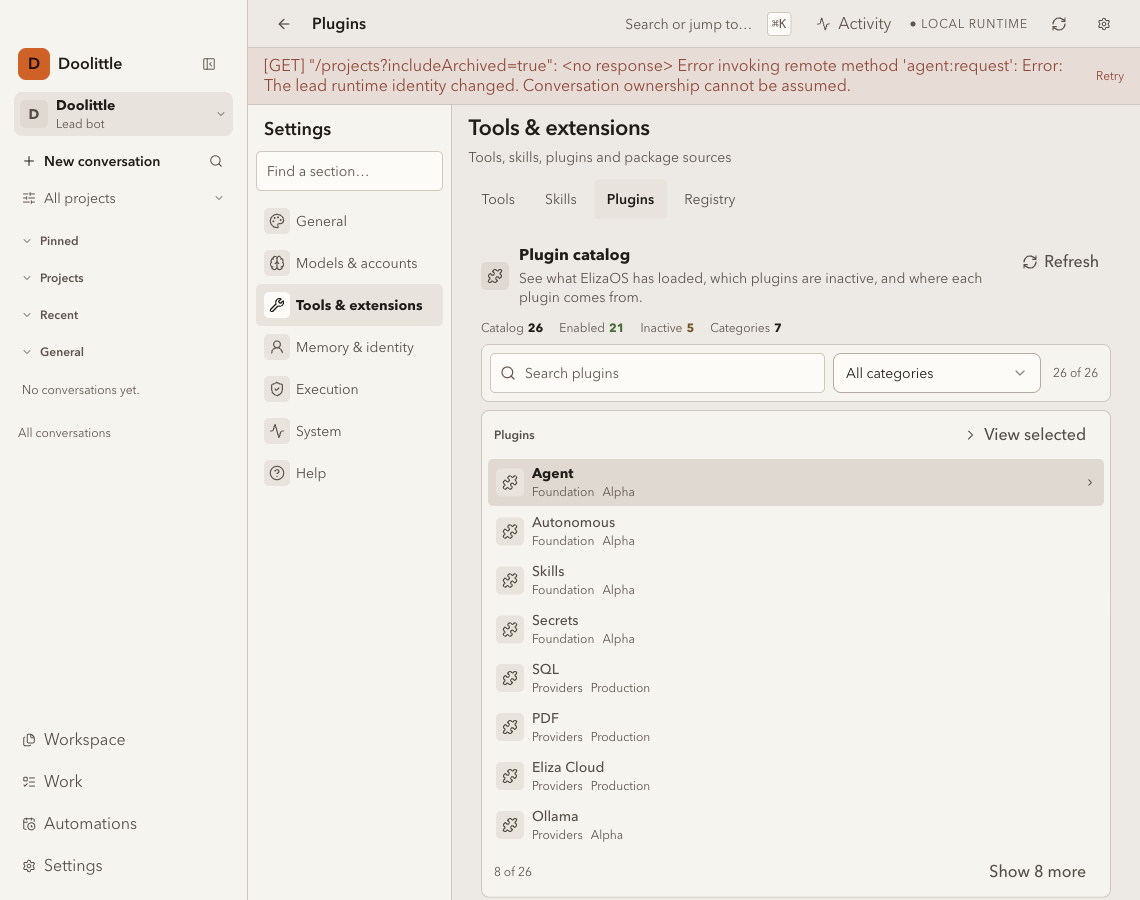 D Doolittle
D Doolittle
Lead bot
New conversation
All projects
Pinned
Projects
Recent
General
No conversations yet.
All conversations
Workspace
Work
Automations
Settings
Plugins
Search or jump to… ⌘K
Activity
• LOCAL RUNTIME
[GET] "/projects?includeArchived=true": <no response> Error invoking remote method 'agent:request': Error:
The lead runtime identity changed. Conversation ownership cannot be assumed.
Retry
Settings
Find a section…
General
Models & accounts
Tools & extensions
Memory & identity
Execution
System
Help
Tools & extensions
Tools, skills, plugins and package sources
Tools Skills Plugins Registry
Plugin catalog
See what ElizaOS has loaded, which plugins are inactive, and where each
plugin comes from.
Refresh
Catalog 26 Enabled 21 Inactive 5 Categories 7
Search plugins
All categories
26 of 26
Plugins
View selected
Agent
Foundation Alpha
Autonomous
Foundation Alpha
Skills
Foundation Alpha
Secrets
Foundation Alpha
SQL
Providers Production
PDF
Providers Production
Eliza Cloud
Providers Production
Ollama
Providers Alpha
8 of 26
Show 8 more